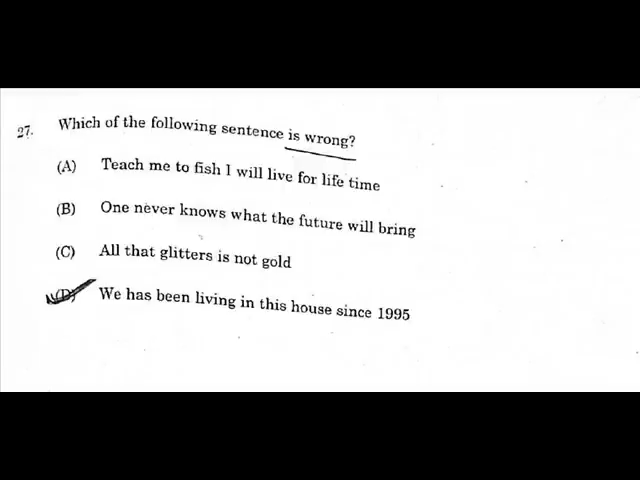 27. Which of the following sentence is wrong?
(A) Teach me to fish I will live for life time
(B) One never knows what the future will bring
(C) All that glitters is not gold
(D) We has been living in this house since 1995